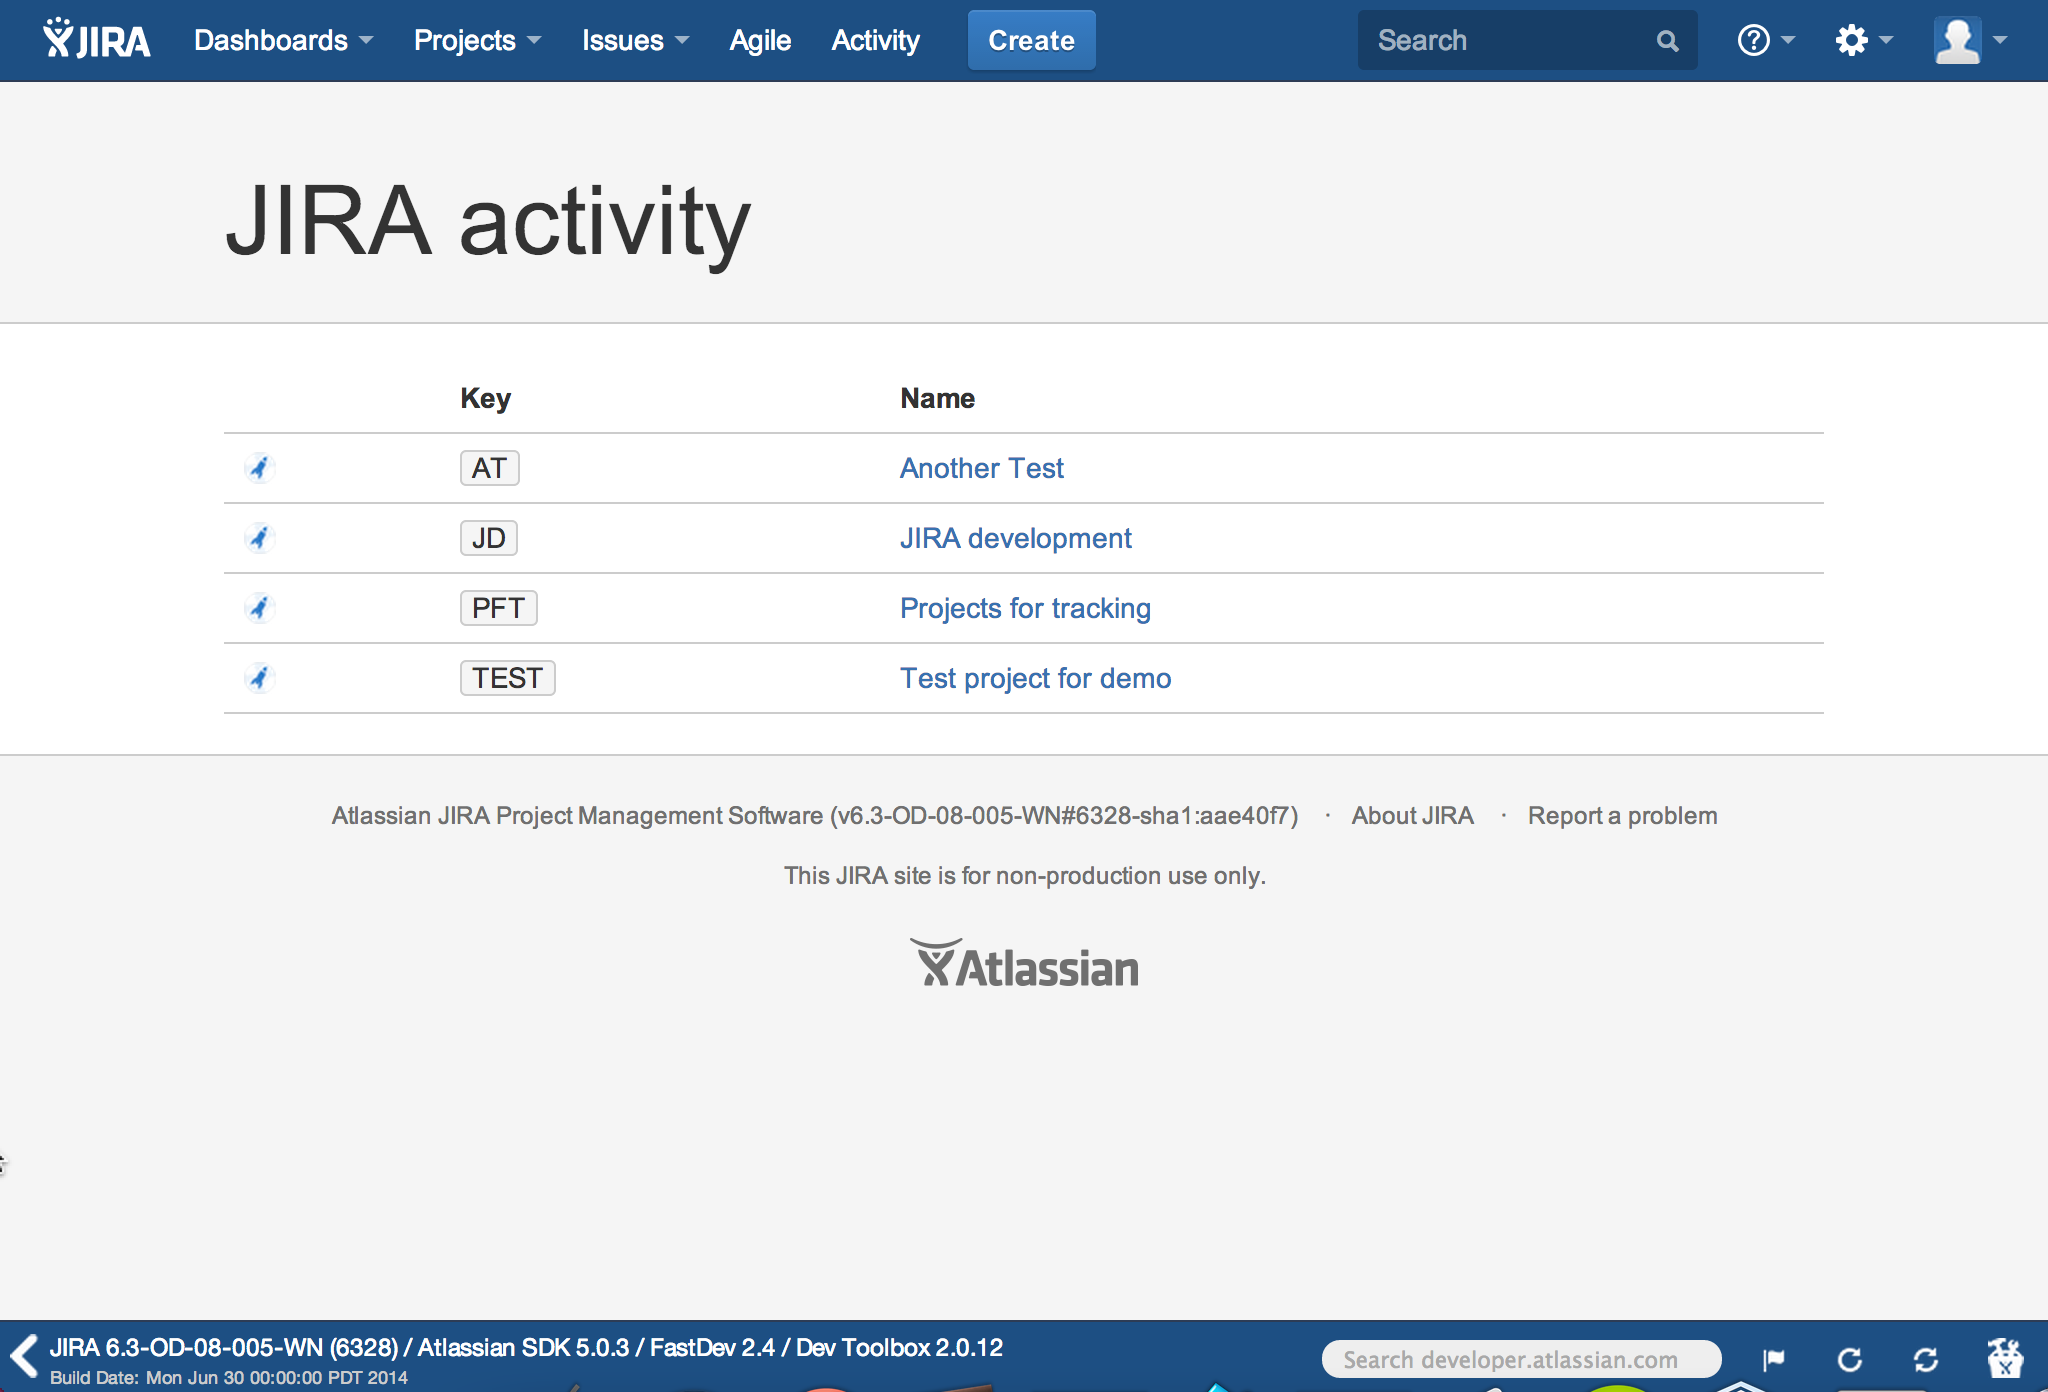 JIRA Dashboards Projects Issues Agile Activity Create Search
JIRA activity
Key Name
AT Another Test
JD JIRA development
PFT Projects for tracking
TEST Test project for demo
Atlassian JIRA Project Management Software (v6.3-OD-08-005-WN#6328-sha1:aae40f7) · About JIRA · Report a problem
This JIRA site is for non-production use only.
Atlassian
JIRA 6.3-OD-08-005-WN (6328) / Atlassian SDK 5.0.3 / FastDev 2.4 / Dev Toolbox 2.0.12
Search developer.atlassian.com
Build Date: Mon Jun 30 00:00:00 PDT 2014